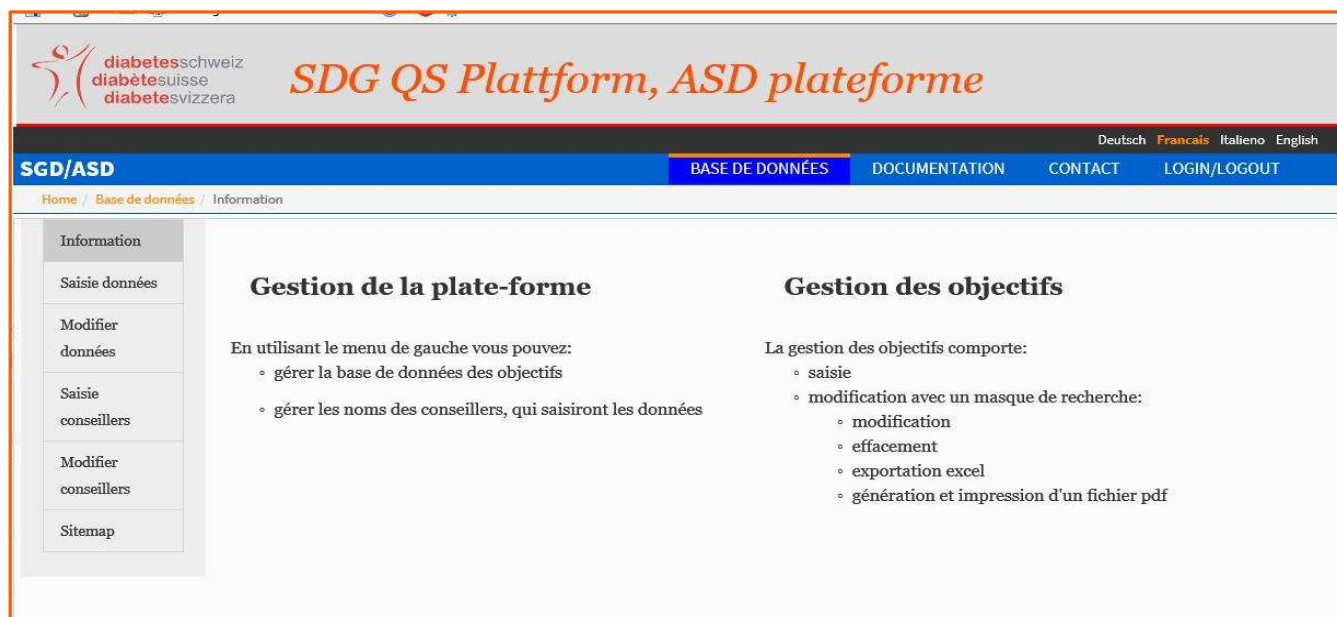 diabetesschweiz
diabètesuisse
diabetesvizzera
SDG QS Plattform, ASD plateforme
Deutsch Francais Italieno English
SGD/ASD
BASE DE DONNÉES DOCUMENTATION CONTACT LOGIN/LOGOUT
Home / Base de données / Information
Information
Saisie données
Modifier
données
Saisie
conseillers
Modifier
conseillers
Sitemap
Gestion de la plate-forme
En utilisant le menu de gauche vous pouvez:
◦ gérer la base de données des objectifs
◦ gérer les noms des conseillers, qui saisiront les données
Gestion des objectifs
La gestion des objectifs comporte:
◦ saisie
◦ modification avec un masque de recherche:
◦ modification
◦ effacement
◦ exportation excel
◦ génération et impression d'un fichier pdf